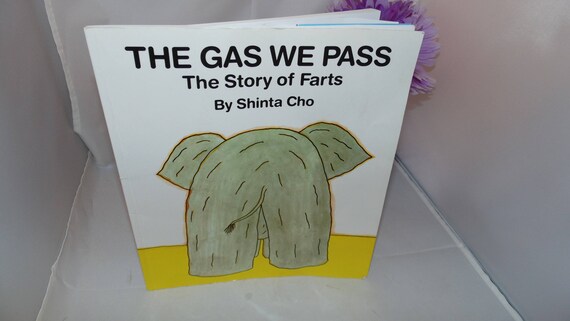 THE GAS WE PASS
The Story of Farts
By Shinta Cho